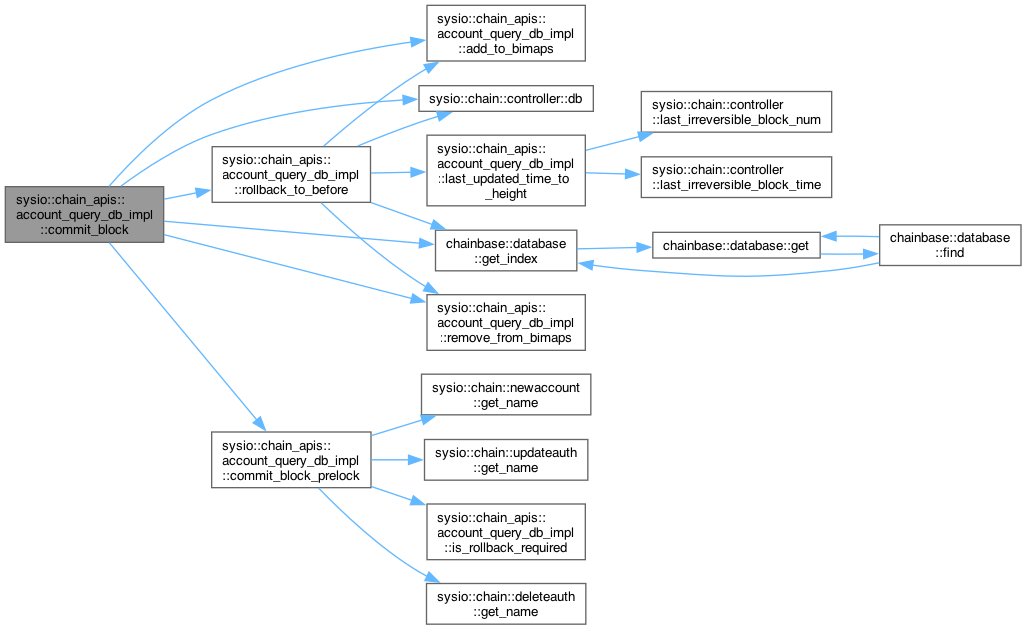 sysio::chain_apis::
account_query_db_impl
::commit_block
sysio::chain_apis::
account_query_db_impl
::rollback_to_before
sysio::chain_apis::
account_query_db_impl
::commit_block_prelock
sysio::chain_apis::
account_query_db_impl
::add_to_bimaps
sysio::chain::controller::db
sysio::chain_apis::
account_query_db_impl
::last_updated_time_to
_height
chainbase::database
::get_index
sysio::chain_apis::
account_query_db_impl
::remove_from_bimaps
sysio::chain::newaccount
::get_name
sysio::chain::updateauth
::get_name
sysio::chain_apis::
account_query_db_impl
::is_rollback_required
sysio::chain::deleteauth
::get_name
sysio::chain::controller
::last_irreversible_block_num
sysio::chain::controller
::last_irreversible_block_time
chainbase::database::get
chainbase::database
::find